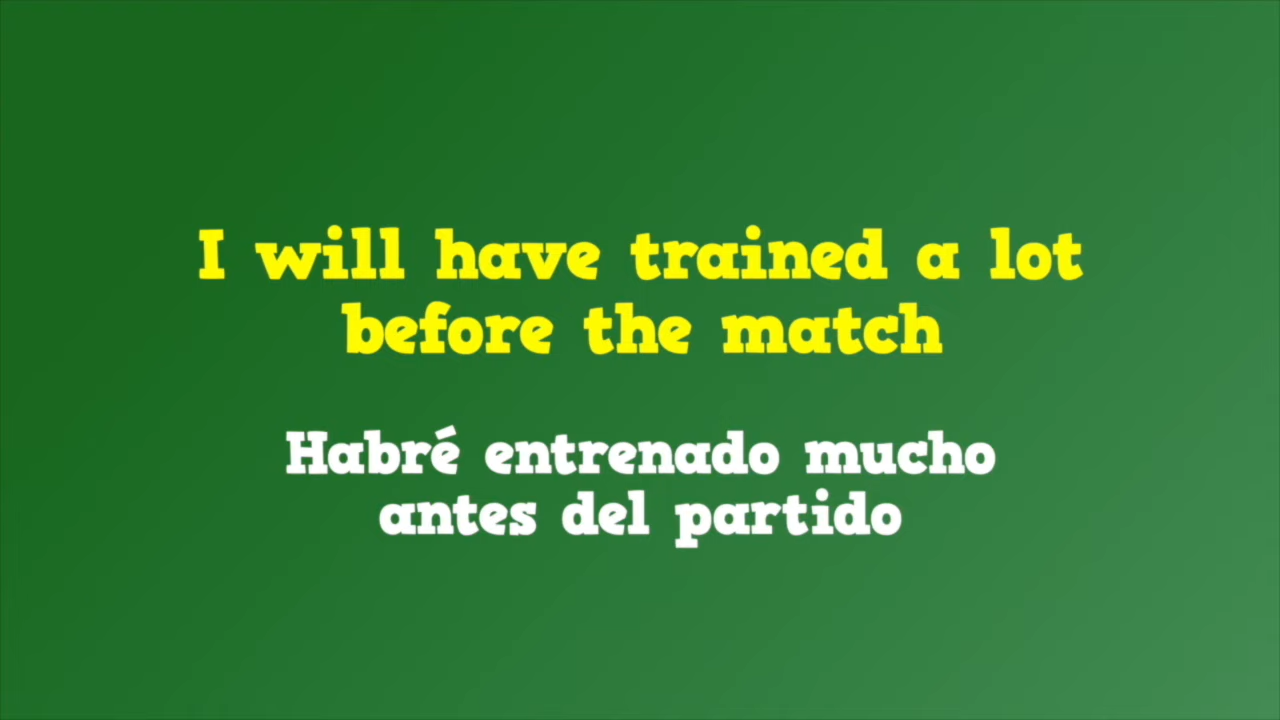 I will have trained a lot
before the match
Habré entrenado mucho
antes del partido